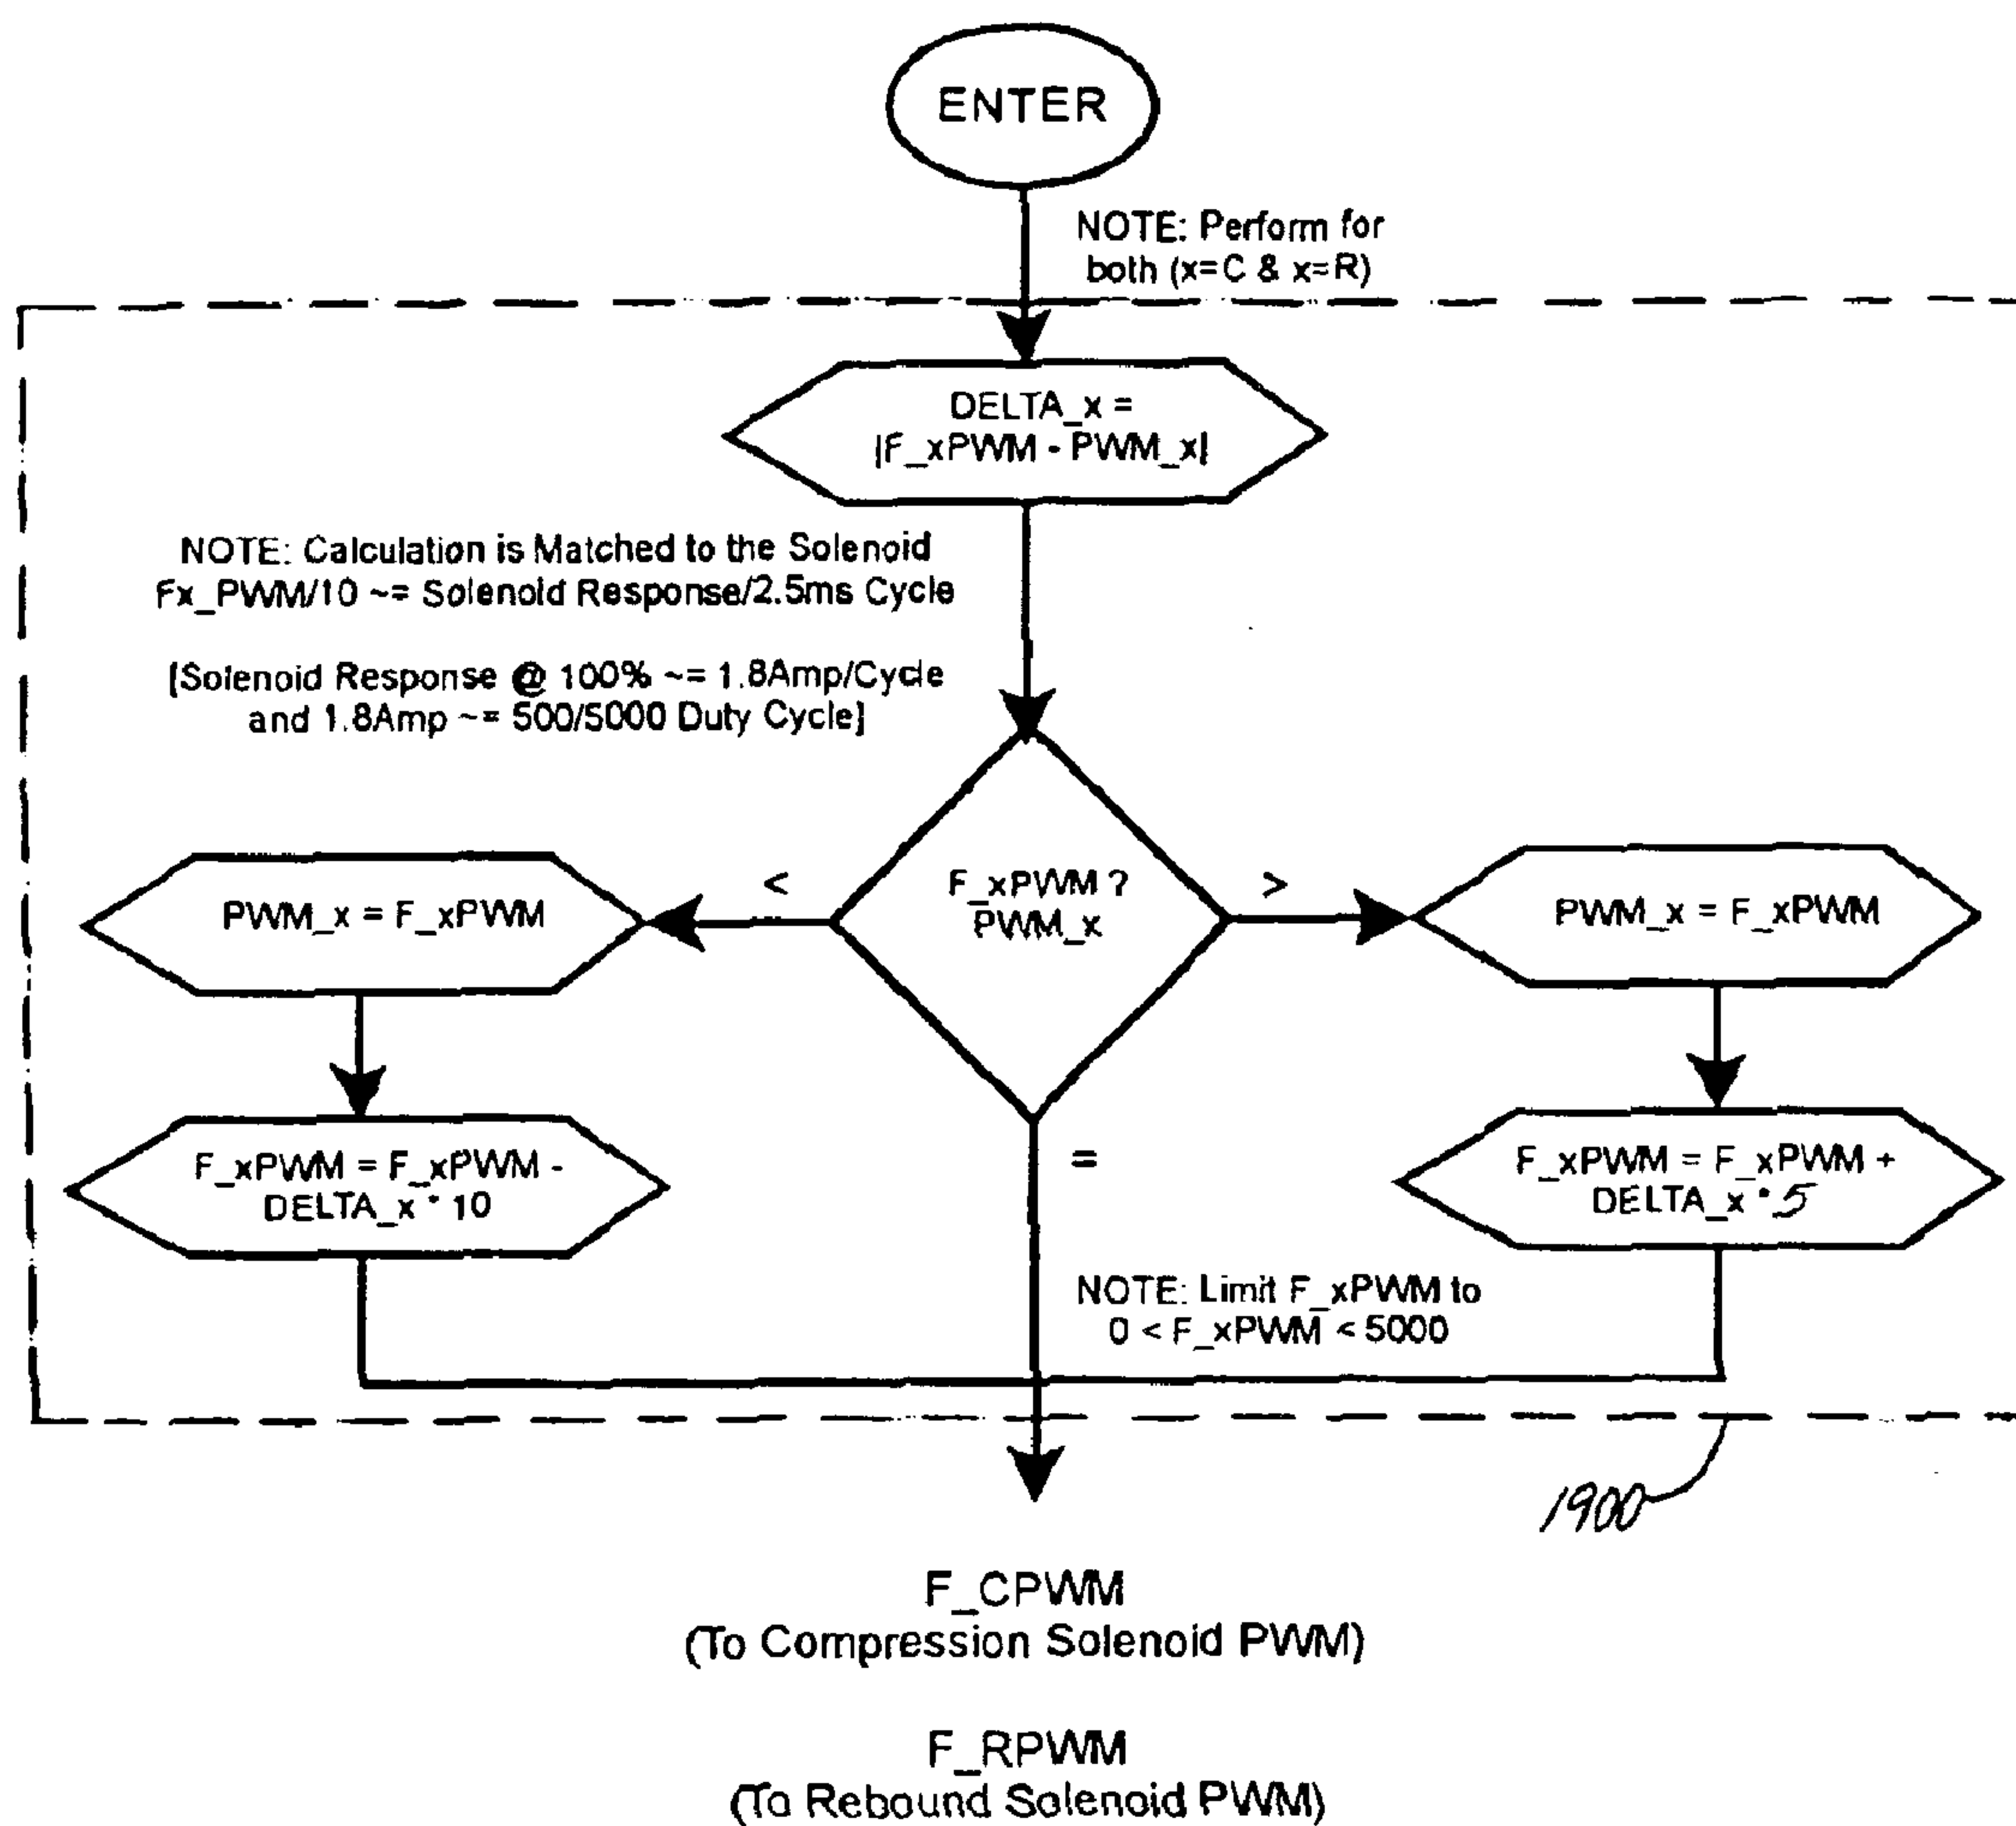 ENTER
NOTE: Perform for
both (x=C & x=R)
DELTA_x =
|F_xPWM - PWM_x|
NOTE: Calculation is Matched to the Solenoid
Fx_PWM/10 ~= Solenoid Response/2.5ms Cycle
[Solenoid Response @ 100% ~= 1.8Amp/Cycle
and 1.8Amp ~= 500/5000 Duty Cycle]
PWM_x = F_xPWM
<
F_xPWM ?
PWM_x
>
PWM_x = F_xPWM
F_xPWM = F_xPWM -
DELTA_x * 10
=
F_xPWM = F_xPWM +
DELTA_x * 5
NOTE: Limit F_xPWM to
0 < F_xPWM < 5000
1900
F_CPWM
(To Compression Solenoid PWM)
F_RPWM
(To Rebound Solenoid PWM)